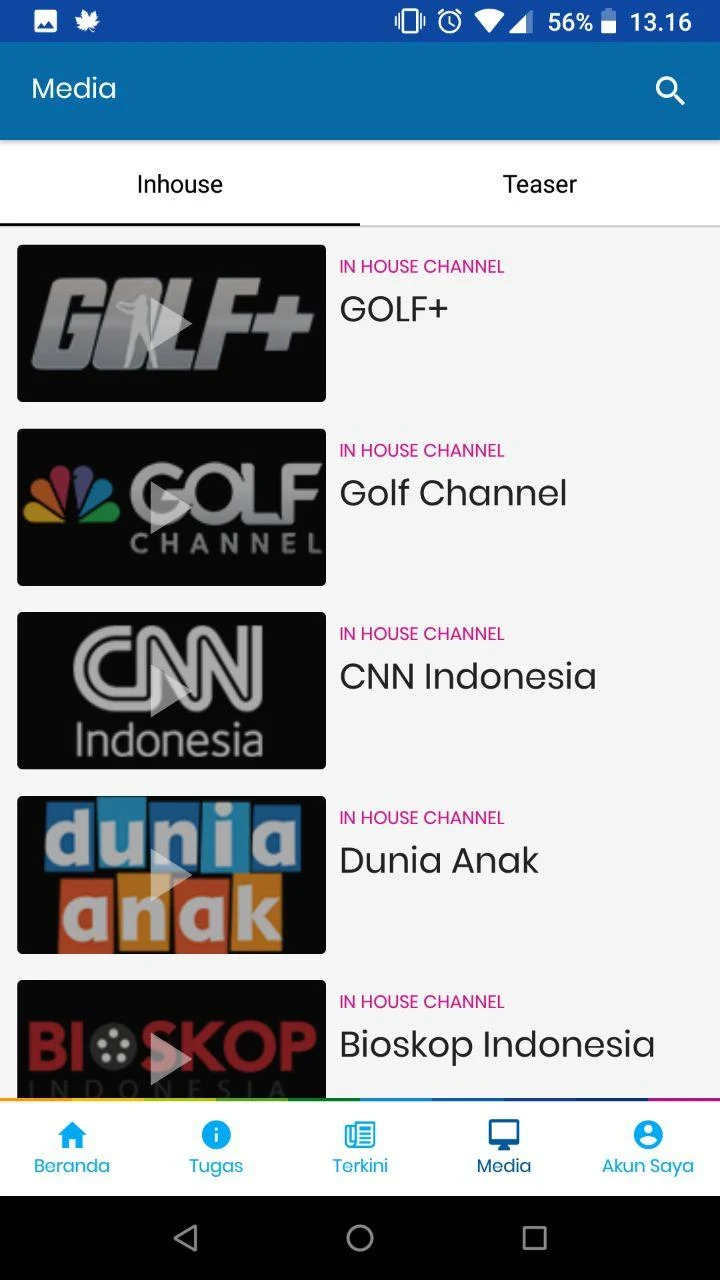 56% 13.16
Media
Inhouse Teaser
GOLF+
IN HOUSE CHANNEL
GOLF+
GOLF
CHANNEL
IN HOUSE CHANNEL
Golf Channel
CNN
Indonesia
IN HOUSE CHANNEL
CNN Indonesia
dunia
anak
IN HOUSE CHANNEL
Dunia Anak
BIOSKOP
INDONESIA
IN HOUSE CHANNEL
Bioskop Indonesia
Beranda Tugas Terkini Media Akun Saya